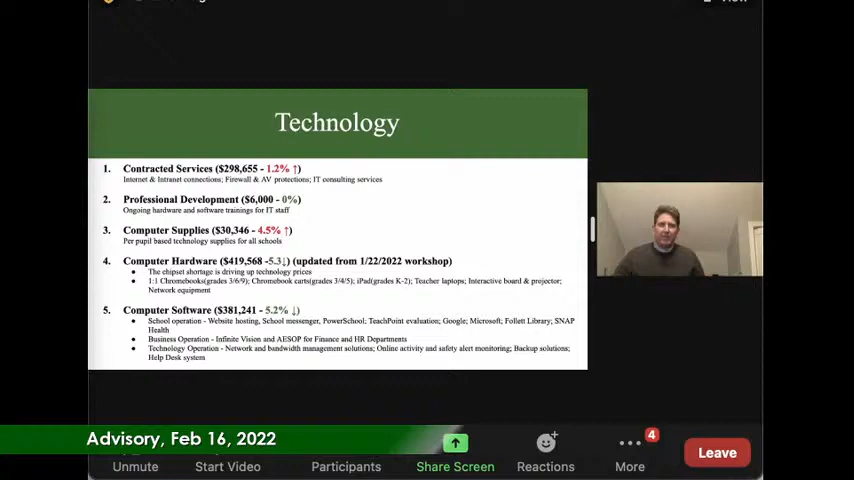 Technology
1. Contracted Services ($298,655 - 1.2% ↑)
Internet & Intranet connections; Firewall & AV protections; IT consulting services
2. Professional Development ($6,000 - 0%)
Ongoing hardware and software trainings for IT staff
3. Computer Supplies ($30,346 - 4.5% ↑)
Per pupil based technology supplies for all schools
4. Computer Hardware ($419,568 -5.3↓) (updated from 1/22/2022 workshop)
● The chipset shortage is driving up technology prices
● 1:1 Chromebooks(grades 3/6/9); Chromebook carts(grades 3/4/5); iPad(grades K-2); Teacher laptops; Interactive board & projector;
Network equipment
5. Computer Software ($381,241 - 5.2% ↓)
● School operation - Website hosting, School messenger, PowerSchool; TeachPoint evaluation; Google; Microsoft; Follett Library; SNAP
Health
● Business Operation - Infinite Vision and AESOP for Finance and HR Departments
● Technology Operation - Network and bandwidth management solutions; Online activity and safety alert monitoring; Backup solutions;
Help Desk system
Advisory, Feb 16, 2022
4
Leave
Unmute
Start Video
Participants
Share Screen
Reactions
More